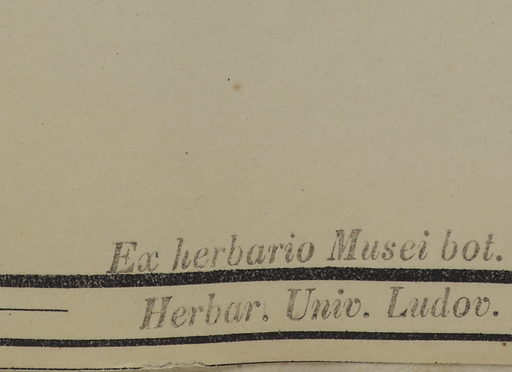 Ex herbario Musei bot.
Herbar. Univ. Ludov.